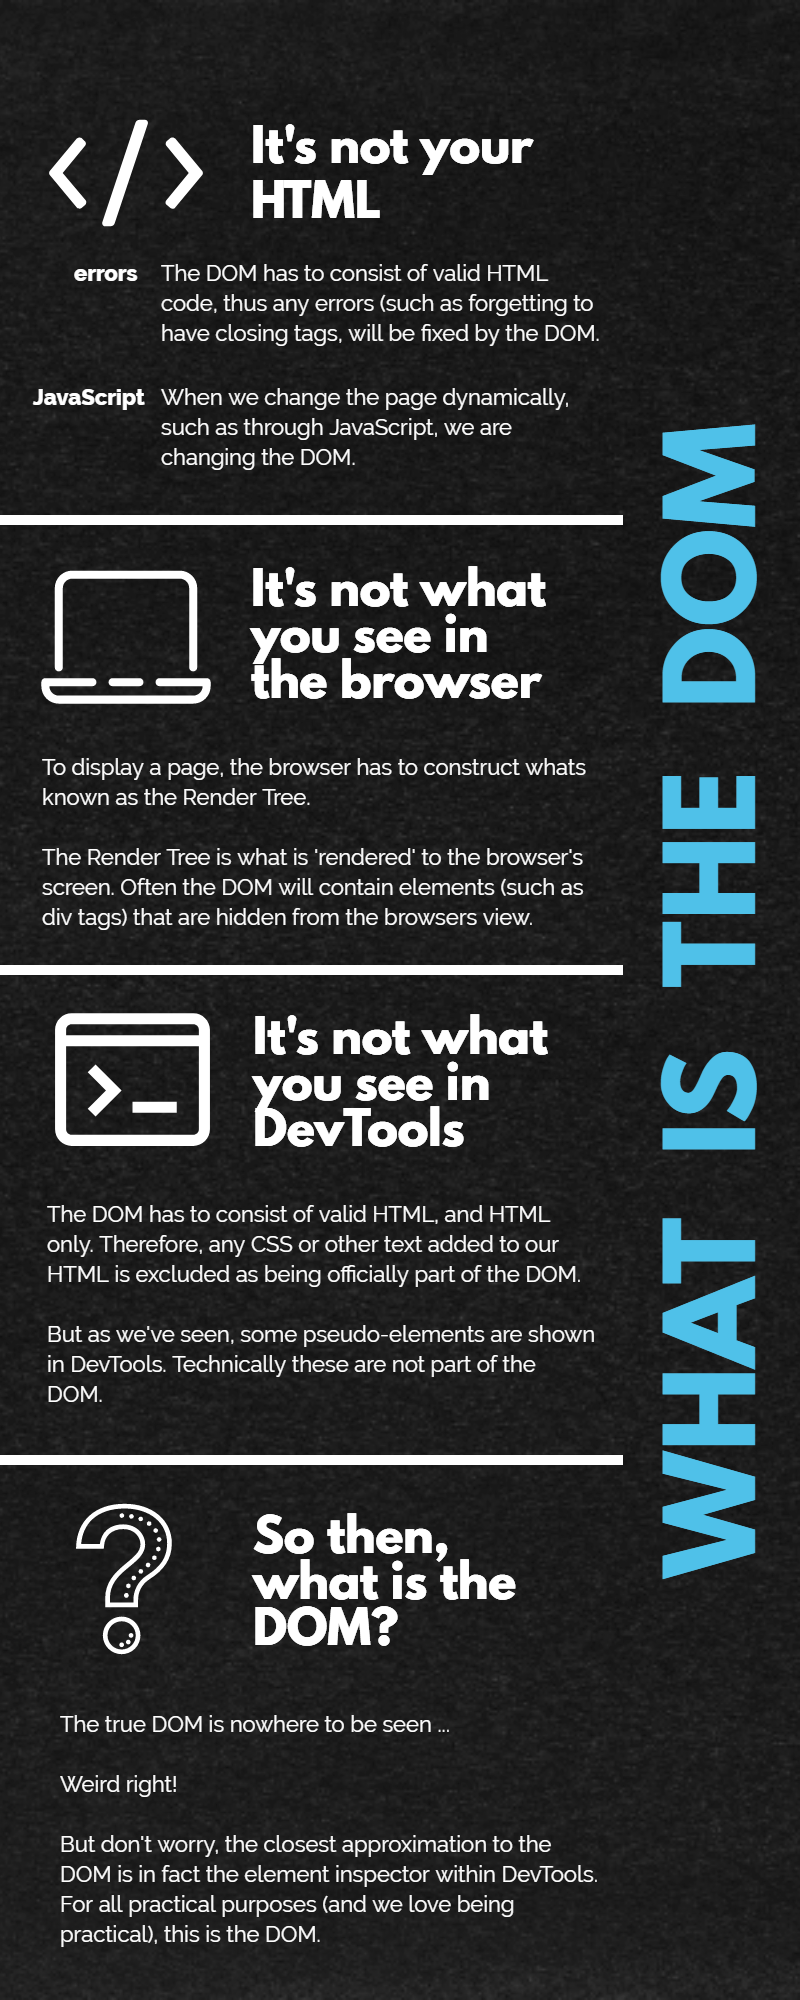 It's not your
HTML
errors
The DOM has to consist of valid HTML
code, thus any errors (such as forgetting to
have closing tags, will be fixed by the DOM.
JavaScript
When we change the page dynamically,
such as through JavaScript, we are
changing the DOM.
It's not what
you see in
the browser
To display a page, the browser has to construct whats
known as the Render Tree.
The Render Tree is what is 'rendered' to the browser's
screen. Often the DOM will contain elements (such as
div tags) that are hidden from the browsers view.
It's not what
you see in
DevTools
The DOM has to consist of valid HTML, and HTML
only. Therefore, any CSS or other text added to our
HTML is excluded as being officially part of the DOM.
But as we've seen, some pseudo-elements are shown
in DevTools. Technically these are not part of the
DOM.
So then,
what is the
DOM?
The true DOM is nowhere to be seen ...
Weird right!
But don't worry, the closest approximation to the
DOM is in fact the element inspector within DevTools.
For all practical purposes (and we love being
practical), this is the DOM.
WHAT IS THE DOM